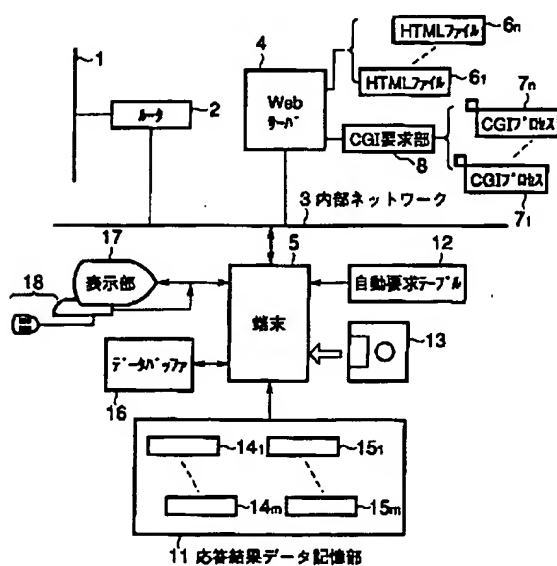 6n
HTMLファイル
4
1
HTMLファイル
61
7n
ルータ
2
Web
サーバ
CGIプロセス
CGI要求部
8
CGIプロセス
71
3 内部ネットワーク
17
5
12
表示部
18
端末
自動要求テーブル
13
データバッファ
16
141
151
14m
15m
11 応答結果データ記憶部